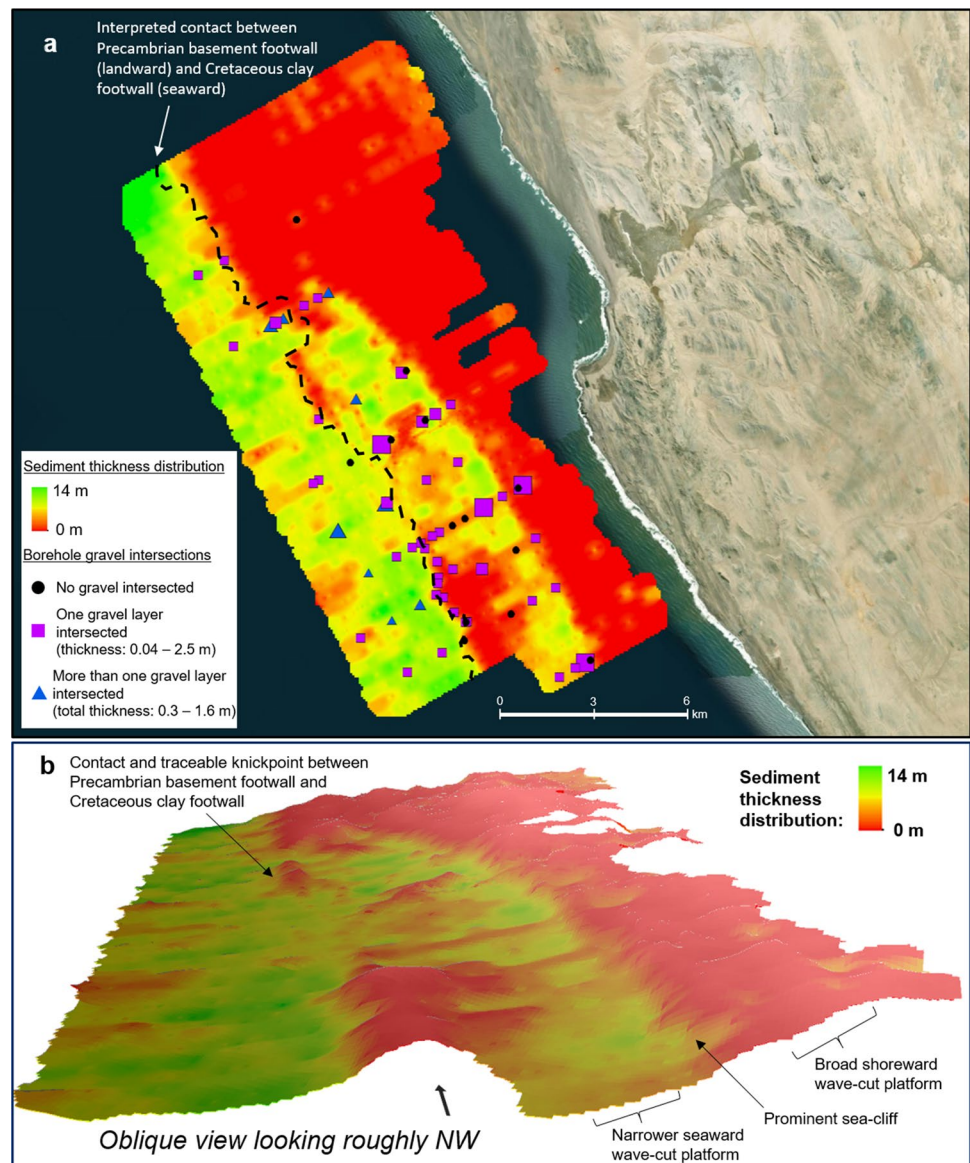 a
Interpreted contact between
Precambrian basement footwall
(landward) and Cretaceous clay
footwall (seaward)
Sediment thickness distribution
14 m
0 m
Borehole gravel intersections
No gravel intersected
One gravel layer
intersected
(thickness: 0.04 – 2.5 m)
More than one gravel layer
intersected
(total thickness: 0.3 – 1.6 m)
0 3 6
km
b
Contact and traceable knickpoint between
Precambrian basement footwall and
Cretaceous clay footwall
Sediment
thickness
distribution:
14 m
0 m
Broad shoreward
wave-cut platform
Prominent sea-cliff
Narrower seaward
wave-cut platform
Oblique view looking roughly NW